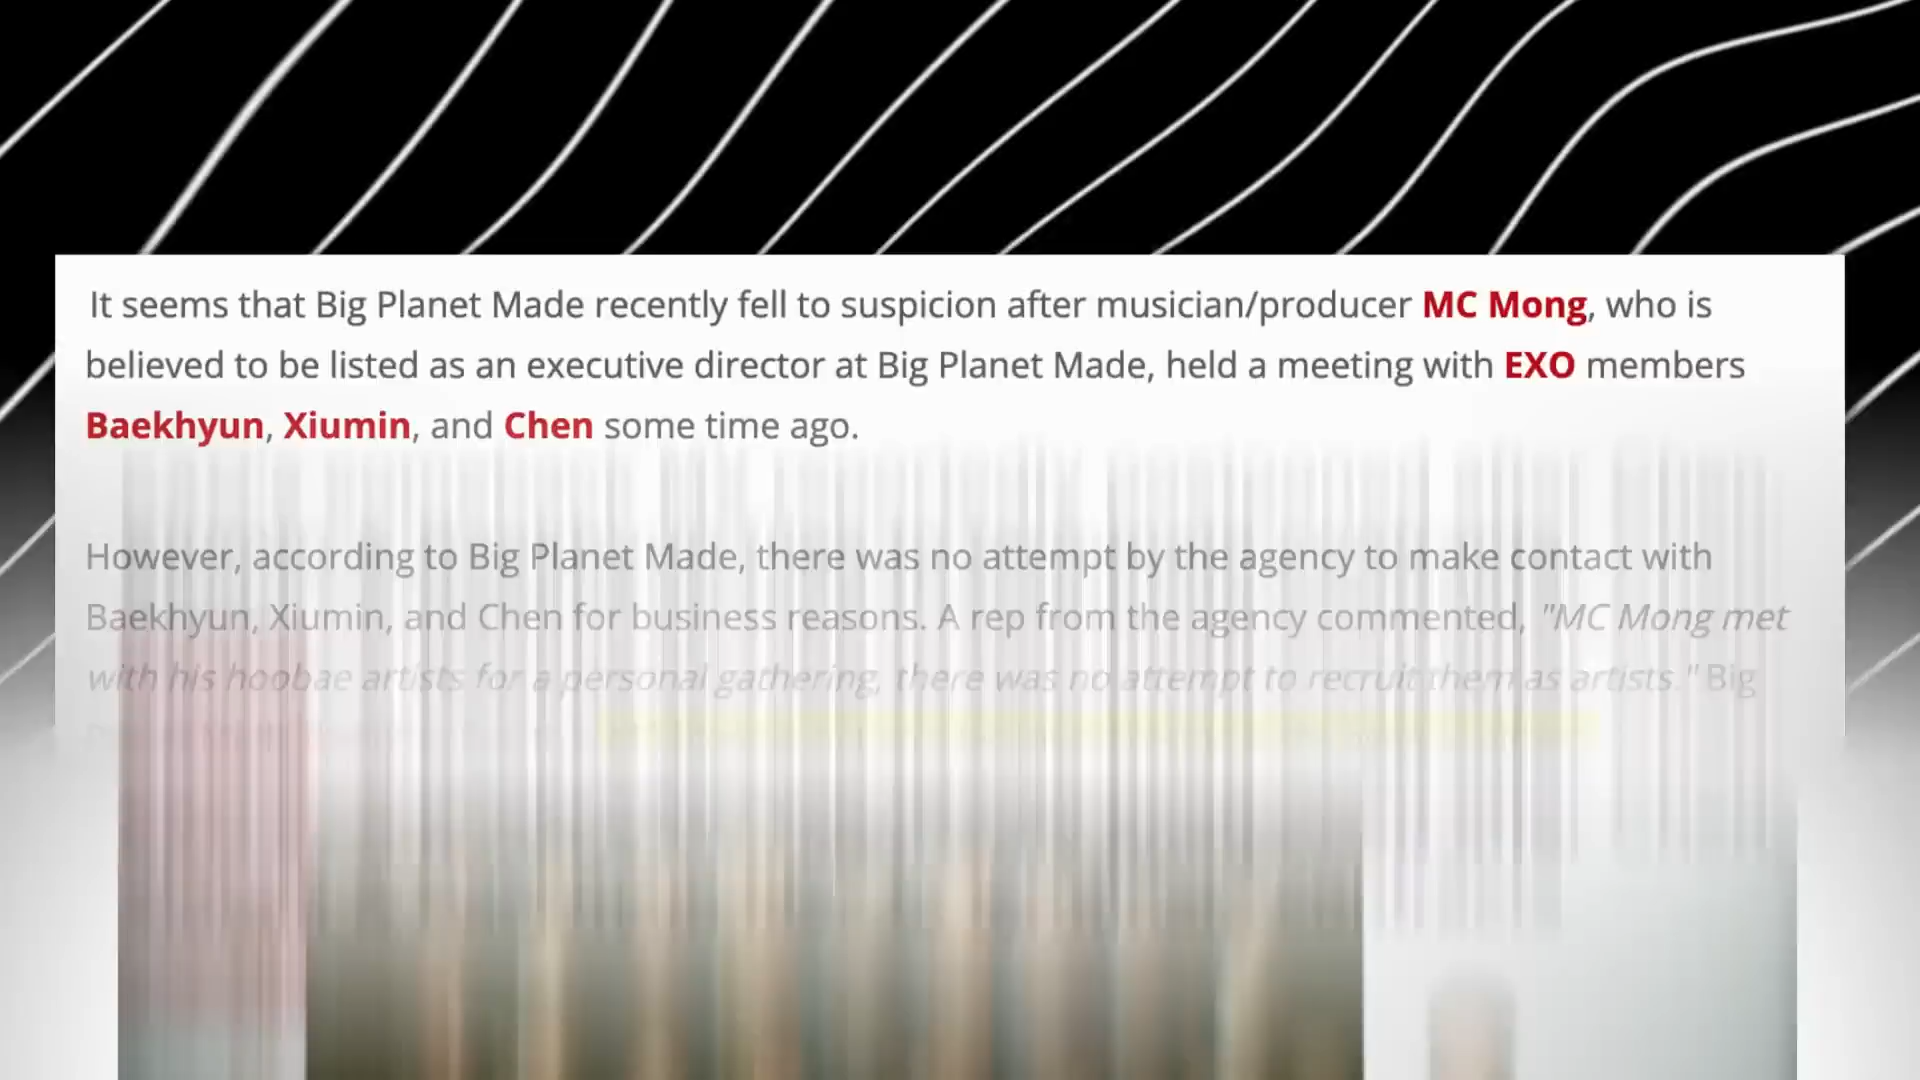 It seems that Big Planet Made recently fell to suspicion after musician/producer MC Mong, who is
believed to be listed as an executive director at Big Planet Made, held a meeting with EXO members
Baekhyun, Xiumin, and Chen some time ago.
However, according to Big Planet Made, there was no attempt by the agency to make contact with
Baekhyun, Xiumin, and Chen for business reasons. A rep from the agency commented, "MC Mong met
with his hoobae artists for a personal gathering, there was no attempt to recruit them as artists." Big